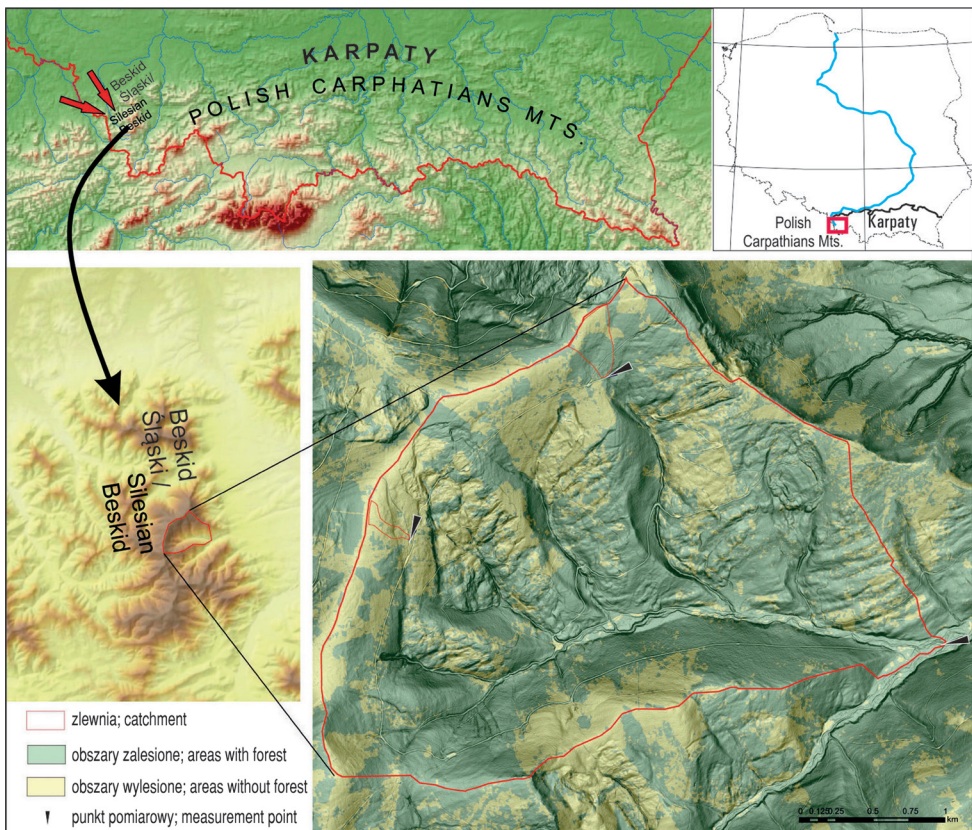 KARPATY
POLISH CARPHATIANS MTS.
Beskid
Śląski/
Silesian
Beskid
Polish
Carpathians Mts.
Karpaty
Beskid
Śląski /
Silesian
Beskid
zlewnia; catchment
obszary zalesione; areas with forest
obszary wylesione; areas without forest
punkt pomiarowy; measurement point
0 0.125 0.25 0.5 0.75 1
km